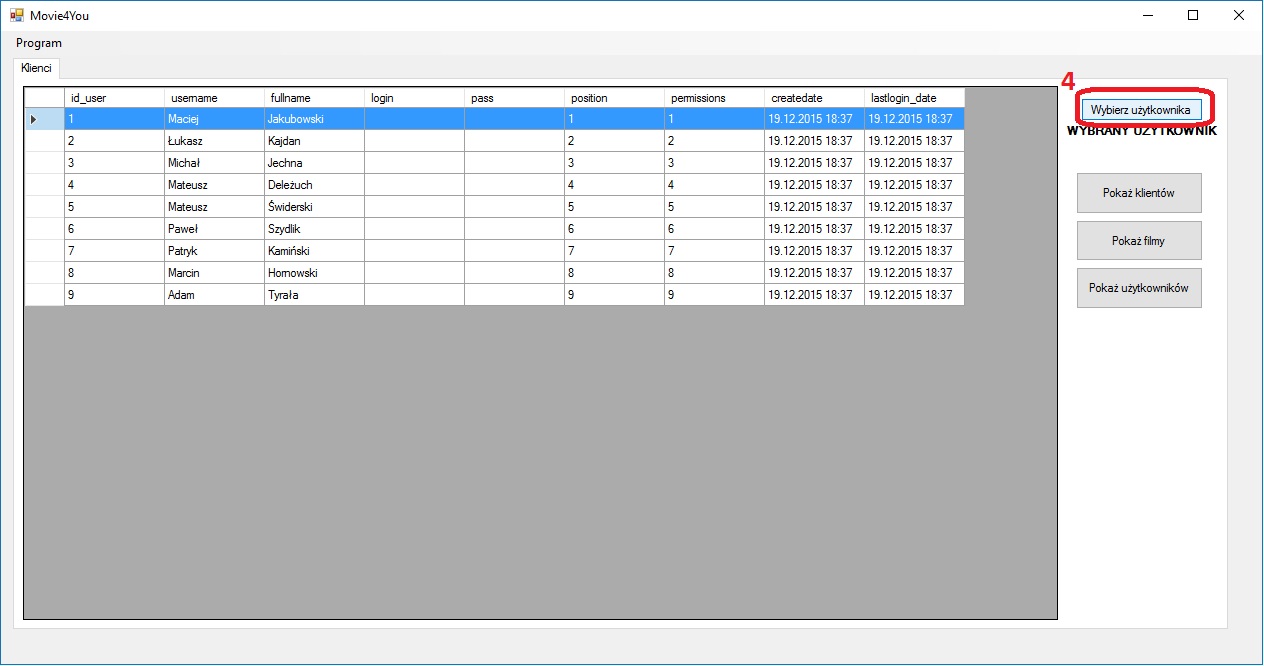 Movie4You
Program
Klienci
id_user username fullname login pass position permissions createdate lastlogin_date
1 Maciej Jakubowski 1 1 19.12.2015 18:37 19.12.2015 18:37
2 Łukasz Kajdan 2 2 19.12.2015 18:37 19.12.2015 18:37
3 Michał Jechna 3 3 19.12.2015 18:37 19.12.2015 18:37
4 Mateusz Deleżuch 4 4 19.12.2015 18:37 19.12.2015 18:37
5 Mateusz Świderski 5 5 19.12.2015 18:37 19.12.2015 18:37
6 Paweł Szydlik 6 6 19.12.2015 18:37 19.12.2015 18:37
7 Patryk Kamiński 7 7 19.12.2015 18:37 19.12.2015 18:37
8 Marcin Hornowski 8 8 19.12.2015 18:37 19.12.2015 18:37
9 Adam Tyrała 9 9 19.12.2015 18:37 19.12.2015 18:37
4
Wybierz użytkownika
WYBRANY UŻYTKOWNIK
Pokaż klientów
Pokaż filmy
Pokaż użytkowników